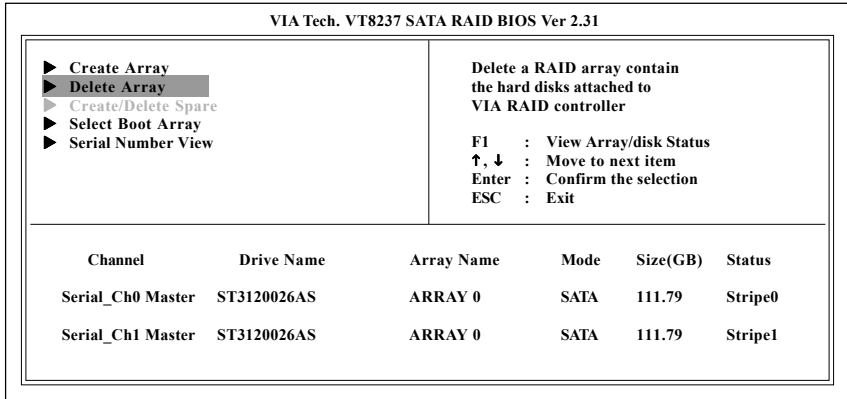 VIA Tech. VT8237 SATA RAID BIOS Ver 2.31
Create Array
Delete Array
Create/Delete Spare
Select Boot Array
Serial Number View
Delete a RAID array contain
the hard disks attached to
VIA RAID controller
F1 : View Array/disk Status
↑, ↓ : Move to next item
Enter : Confirm the selection
ESC : Exit
Channel Drive Name Array Name Mode Size(GB) Status
Serial_Ch0 Master ST3120026AS ARRAY 0 SATA 111.79 Stripe0
Serial_Ch1 Master ST3120026AS ARRAY 0 SATA 111.79 Stripe1